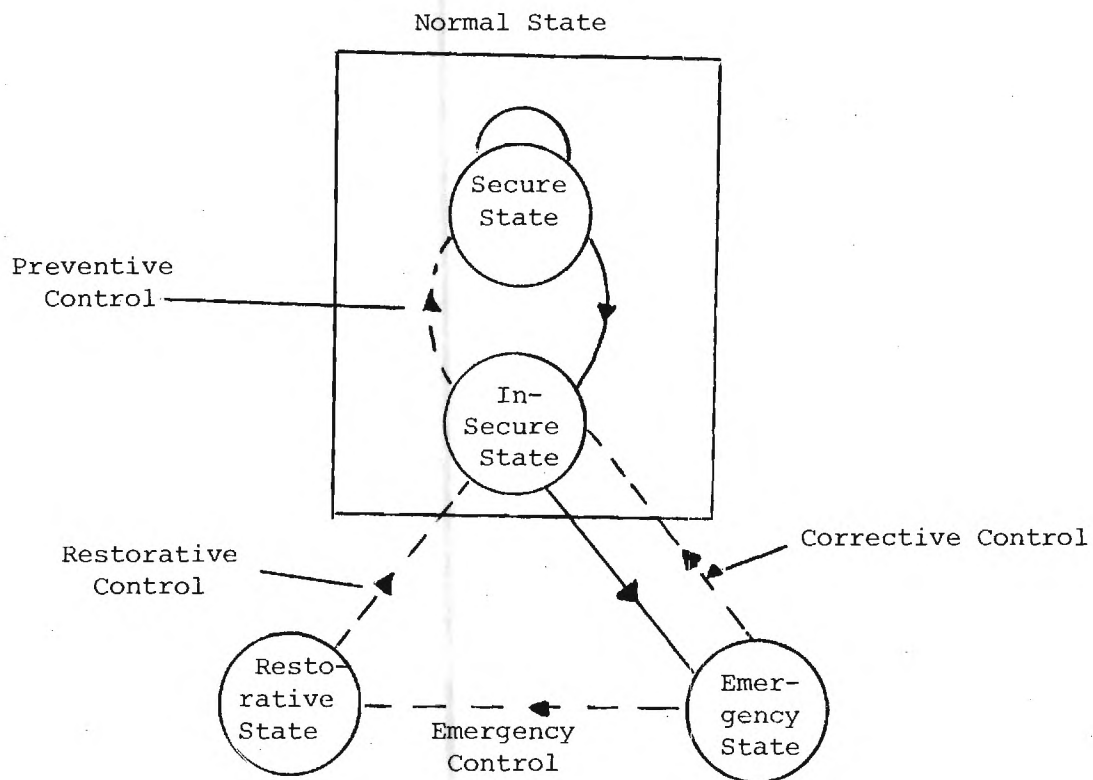 Normal State
Secure
State
Preventive
Control
In-
Secure
State
Restorative
Control
Corrective Control
Resto-
rative
State
Emergency
Control
Emer-
gency
State